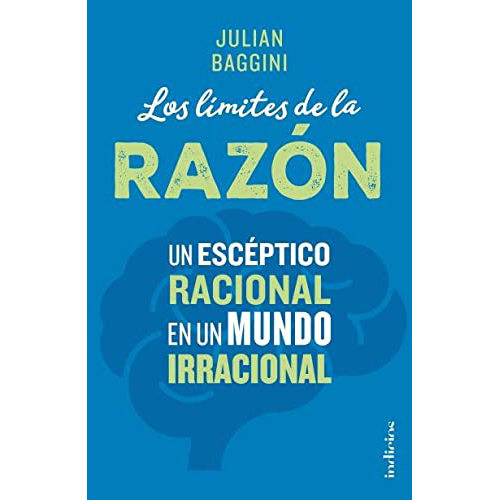 JULIAN
BAGGINI
Los límites de la
RAZÓN
UN ESCÉPTICO
RACIONAL
EN UN MUNDO
IRRACIONAL
indicios